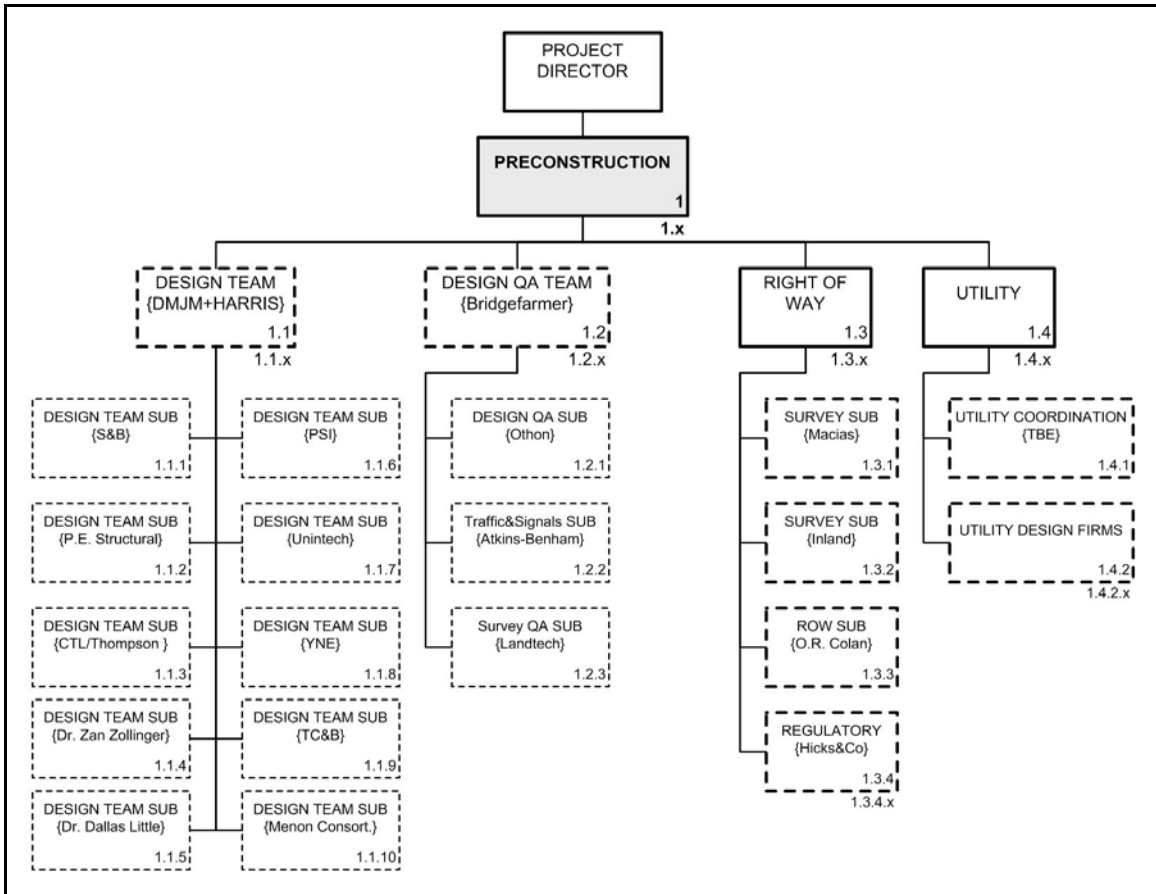 PROJECT
DIRECTOR
PRECONSTRUCTION
1
1.x
DESIGN TEAM
{DMJM+HARRIS}
1.1
1.1.x
DESIGN QA TEAM
{Bridgefarmer}
1.2
1.2.x
RIGHT OF
WAY
1.3
1.3.x
UTILITY
1.4
1.4.x
DESIGN TEAM SUB
{S&B}
1.1.1
DESIGN TEAM SUB
{PSI}
1.1.6
DESIGN QA SUB
{Othon}
1.2.1
SURVEY SUB
{Macias}
1.3.1
UTILITY COORDINATION
{TBE}
1.4.1
DESIGN TEAM SUB
{P.E. Structural}
1.1.2
DESIGN TEAM SUB
{Unintech}
1.1.7
Traffic&Signals SUB
{Atkins-Benham}
1.2.2
SURVEY SUB
{Inland}
1.3.2
UTILITY DESIGN FIRMS
1.4.2
1.4.2.x
DESIGN TEAM SUB
{CTL/Thompson }
1.1.3
DESIGN TEAM SUB
{YNE}
1.1.8
Survey QA SUB
{Landtech}
1.2.3
ROW SUB
{O.R. Colan}
1.3.3
DESIGN TEAM SUB
{Dr. Zan Zollinger}
1.1.4
DESIGN TEAM SUB
{TC&B}
1.1.9
REGULATORY
{Hicks&Co}
1.3.4
1.3.4.x
DESIGN TEAM SUB
{Dr. Dallas Little}
1.1.5
DESIGN TEAM SUB
{Menon Consort.}
1.1.10